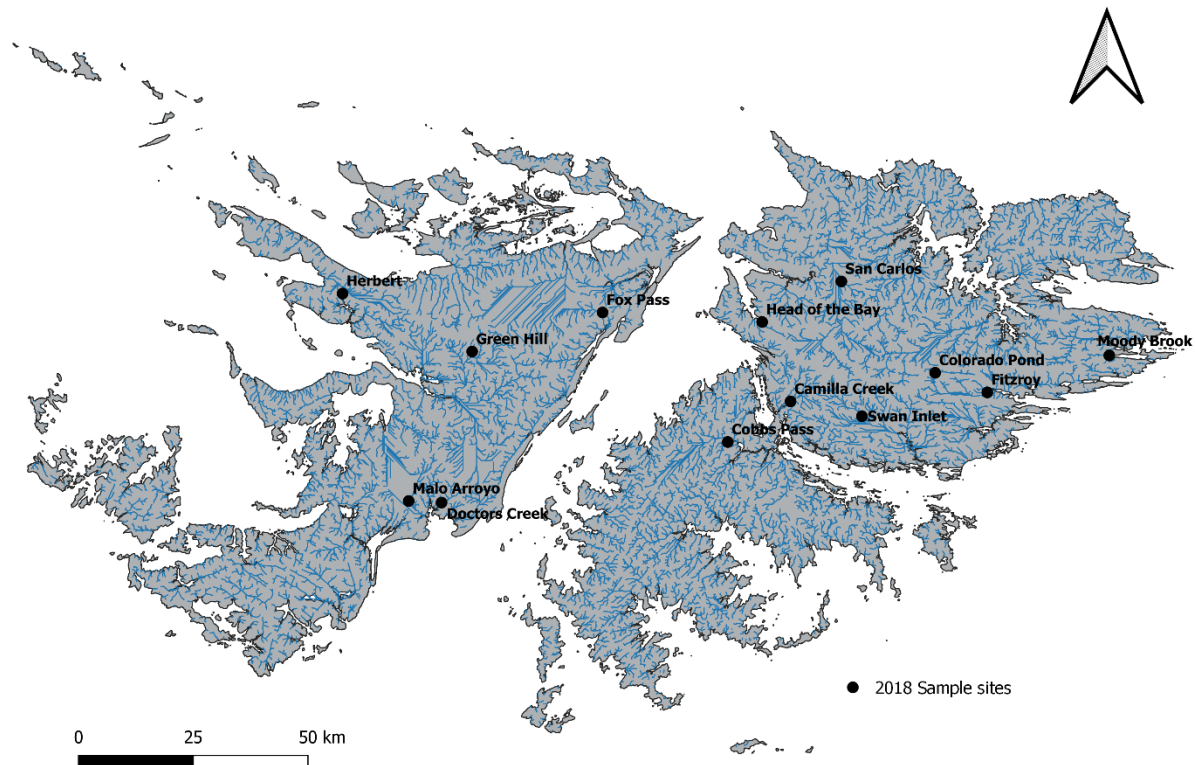 San Carlos
Herbert
Fox Pass
Head of the Bay
Green Hill
Moody Brook
Colorado Pond
Fitzroy
Camilla Creek
Swan Inlet
Cobbs Pass
Malo Arroyo
Doctors Creek
2018 Sample sites
0 25 50 km